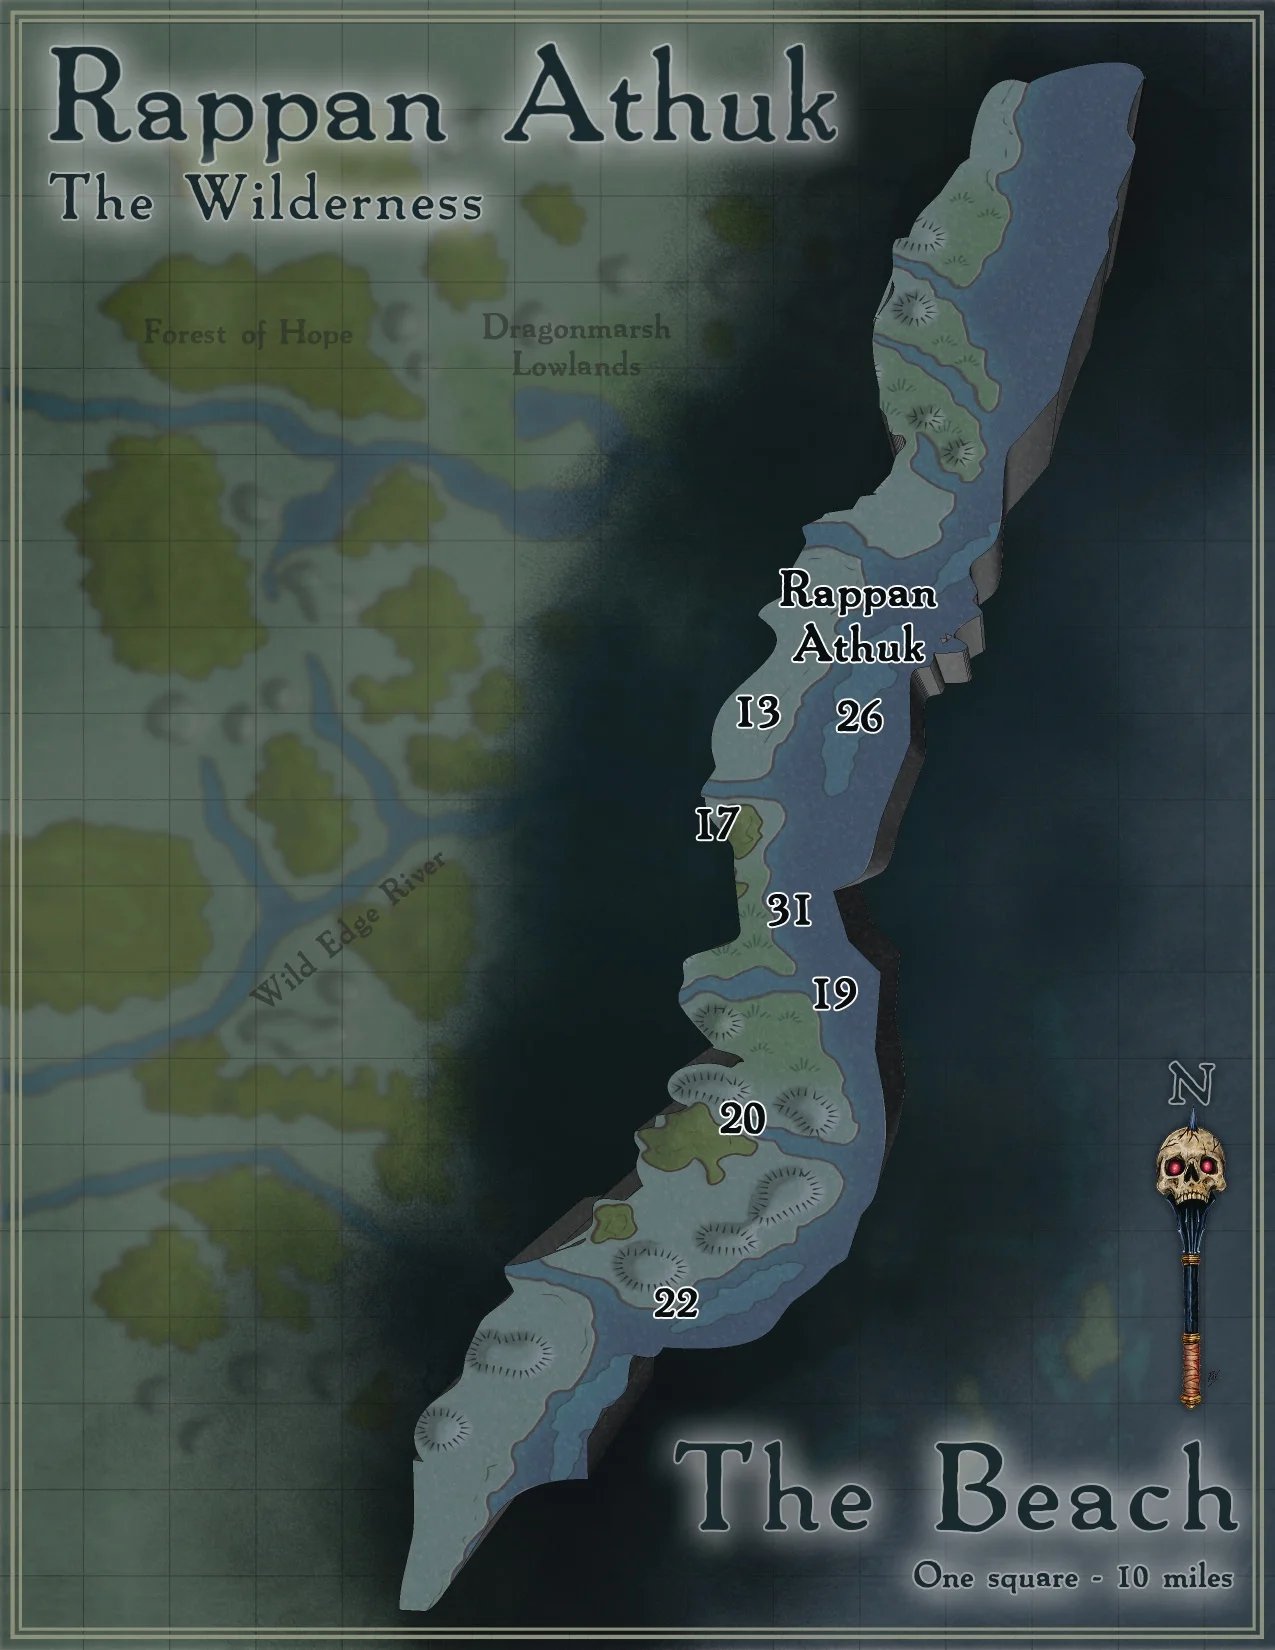 Rappan Athuk
The Wilderness
Forest of Hope
Dragonmarsh
Lowlands
Rappan
Athuk
13
26
17
31
Wild Edge River
19
N
20
22
The Beach
One square - 10 miles